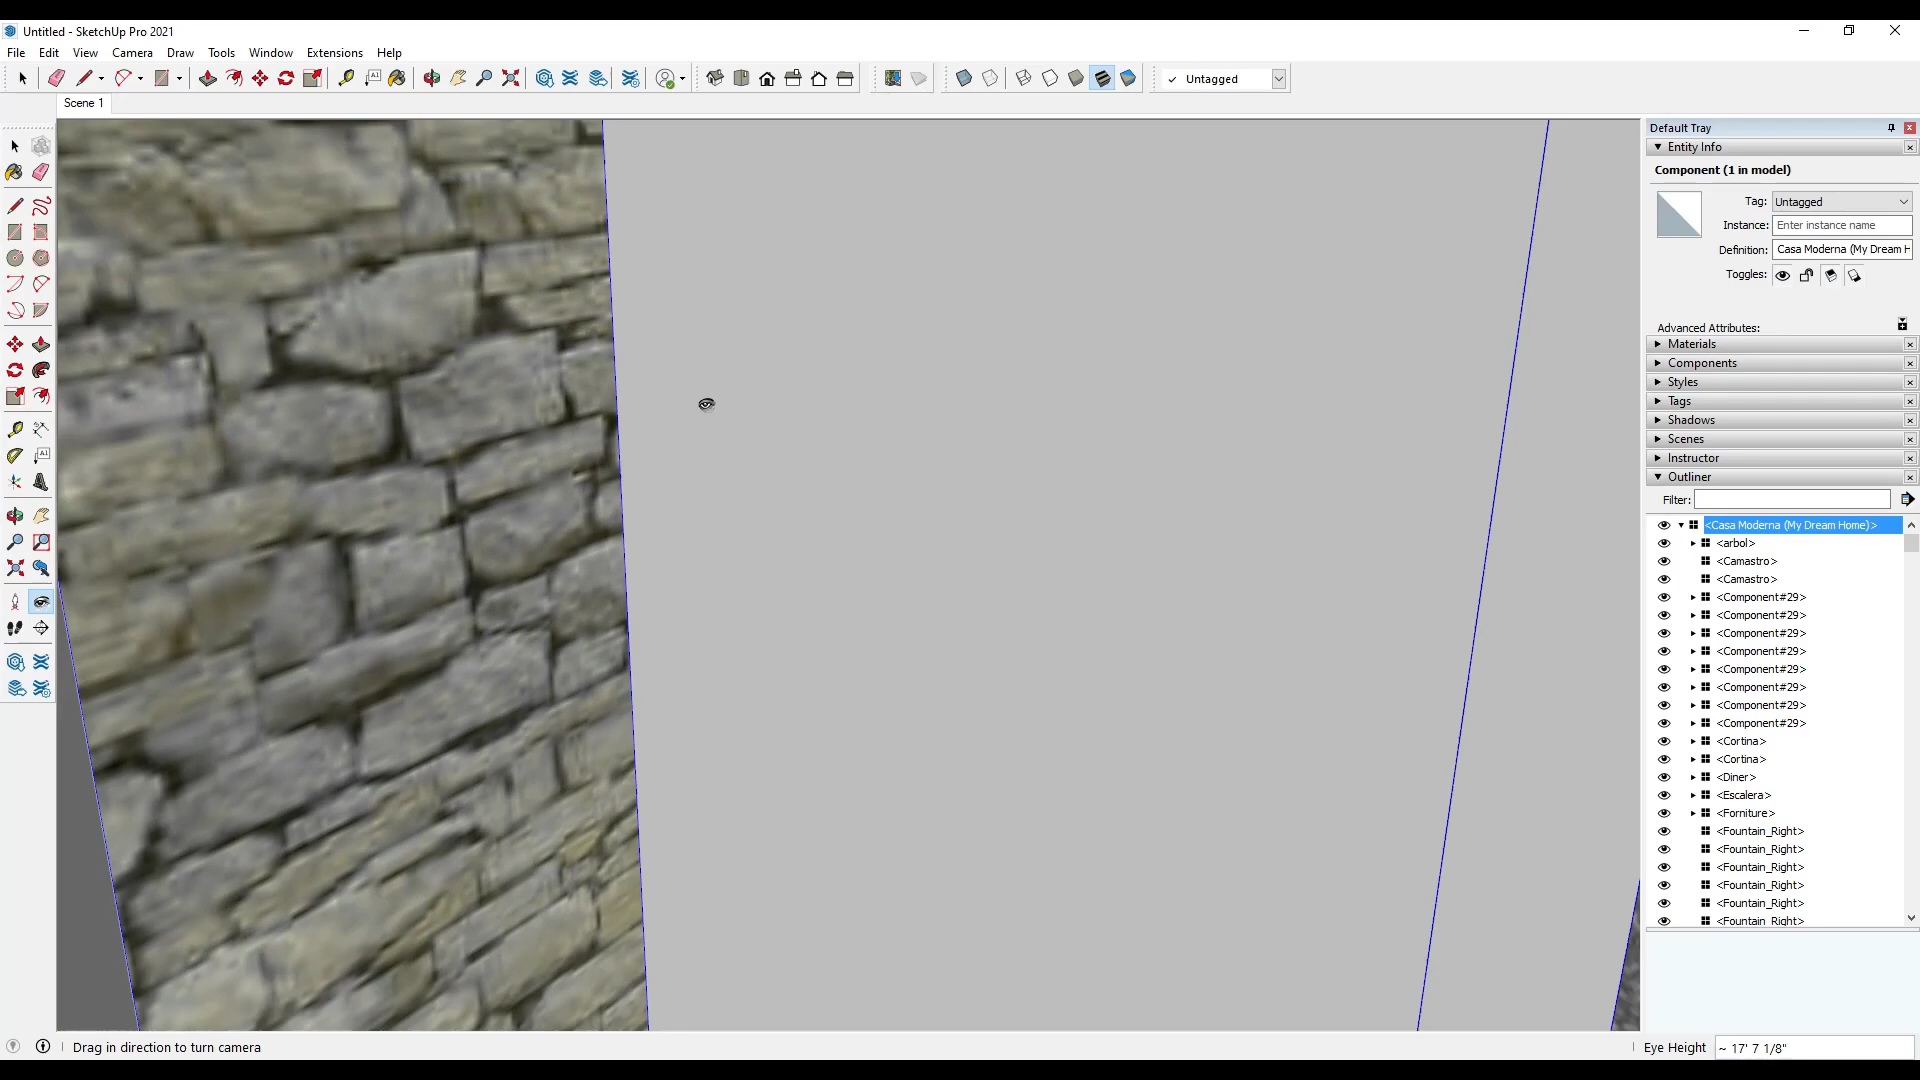 Untitled - SketchUp Pro 2021
File Edit View Camera Draw Tools Window Extensions Help
A1
✓ Untagged
Scene 1
A1
Default Tray
Entity Info
Component (1 in model)
Tag: Untagged
Instance: Enter instance name
Definition: Casa Moderna (My Dream H
Toggles:
Advanced Attributes:
Materials
Components
Styles
Tags
Shadows
Scenes
Instructor
Outliner
Filter:
<Casa Moderna (My Dream Home)>
<arbol>
<Camastro>
<Camastro>
<Component#29>
<Component#29>
<Component#29>
<Component#29>
<Component#29>
<Component#29>
<Component#29>
<Component#29>
<Cortina>
<Cortina>
<Diner>
<Escalera>
<Forniture>
<Fountain_Right>
<Fountain_Right>
<Fountain_Right>
<Fountain_Right>
<Fountain_Right>
<Fountain_Right>
Drag in direction to turn camera
Eye Height ~ 17' 7 1/8"